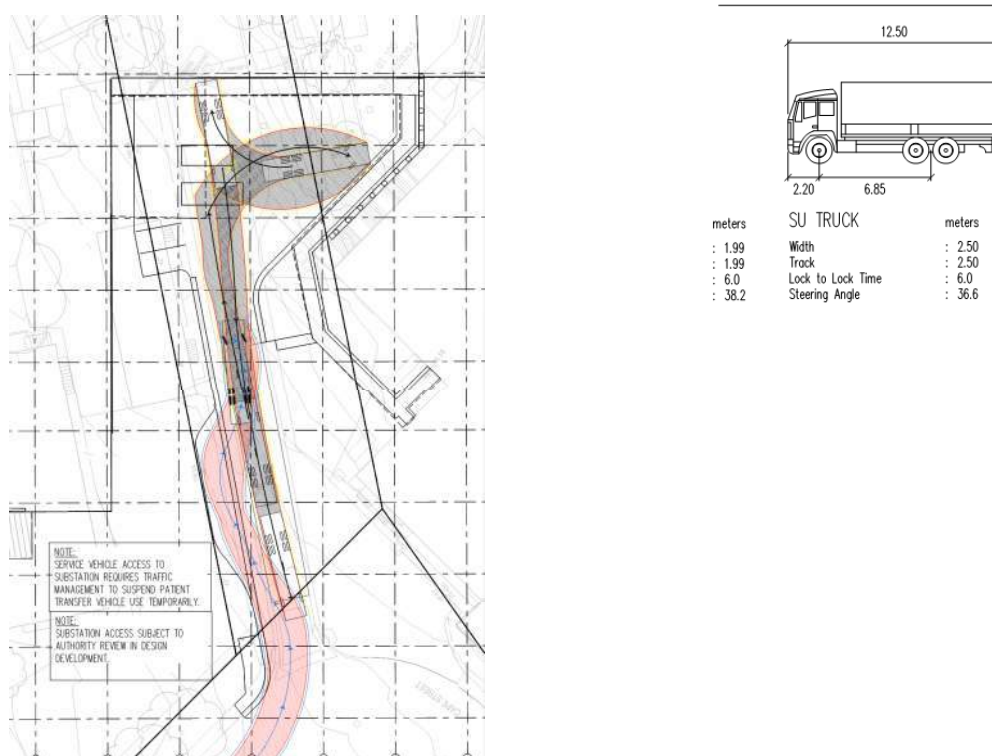 NOTE:
SERVICE VEHICLE ACCESS TO
SUBSTATION REQUIRES TRAFFIC
MANAGEMENT TO SUSPEND PATIENT
TRANSFER VEHICLE USE TEMPORARILY.
NOTE:
SUBSTATION ACCESS SUBJECT TO
AUTHORITY REVIEW IN DESIGN
DEVELOPMENT.
STREET
12.50
2.20 6.85
meters SU TRUCK meters
: 1.99 Width : 2.50
: 1.99 Track : 2.50
: 6.0 Lock to Lock Time : 6.0
: 38.2 Steering Angle : 36.6